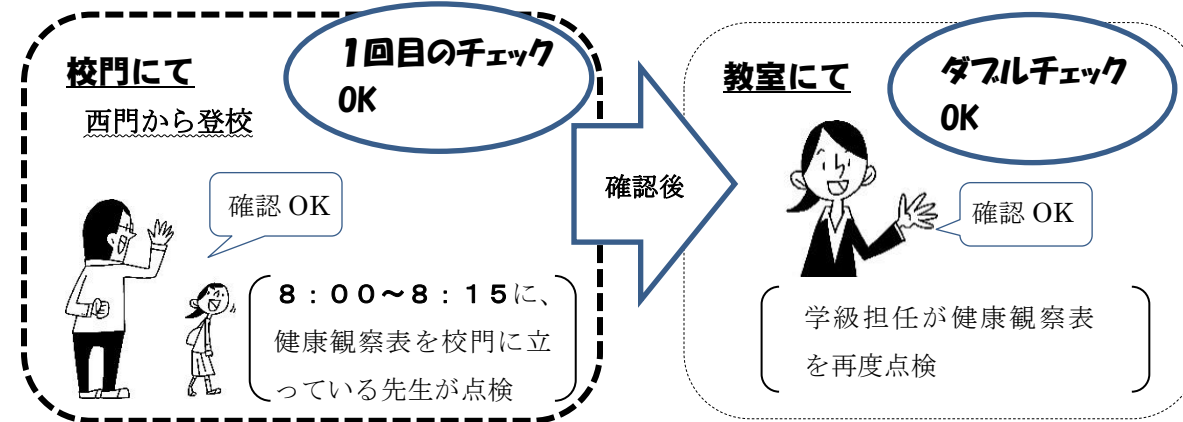 校門にて
1回目のチェック
OK
西門から登校
確認 OK
8：00～8：15に、
健康観察表を校門に立
っている先生が点検
確認後
教室にて
ダブルチェック
OK
確認 OK
学級担任が健康観察表
を再度点検